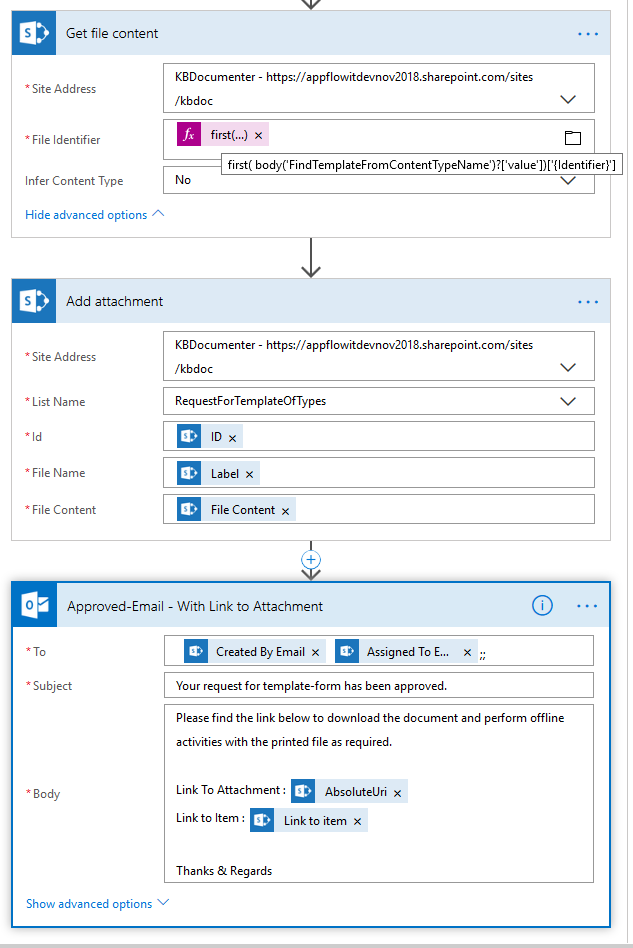 Get file content
* Site Address
KBDocumenter - https://appflowitdevnov2018.sharepoint.com/sites
/kbdoc
* File Identifier
fx first(...) ×
first( body('FindTemplateFromContentTypeName')?['value'])['{Identifier}']
Infer Content Type
No
Hide advanced options
Add attachment
* Site Address
KBDocumenter - https://appflowitdevnov2018.sharepoint.com/sites
/kbdoc
* List Name
RequestForTemplateOfTypes
* Id
ID ×
* File Name
Label ×
* File Content
File Content ×
Approved-Email - With Link to Attachment
* To
Created By Email × Assigned To E... × ;;
* Subject
Your request for template-form has been approved.
* Body
Please find the link below to download the document and perform offline
activities with the printed file as required.
Link To Attachment : AbsoluteUri ×
Link to Item : Link to item ×
Thanks & Regards
Show advanced options